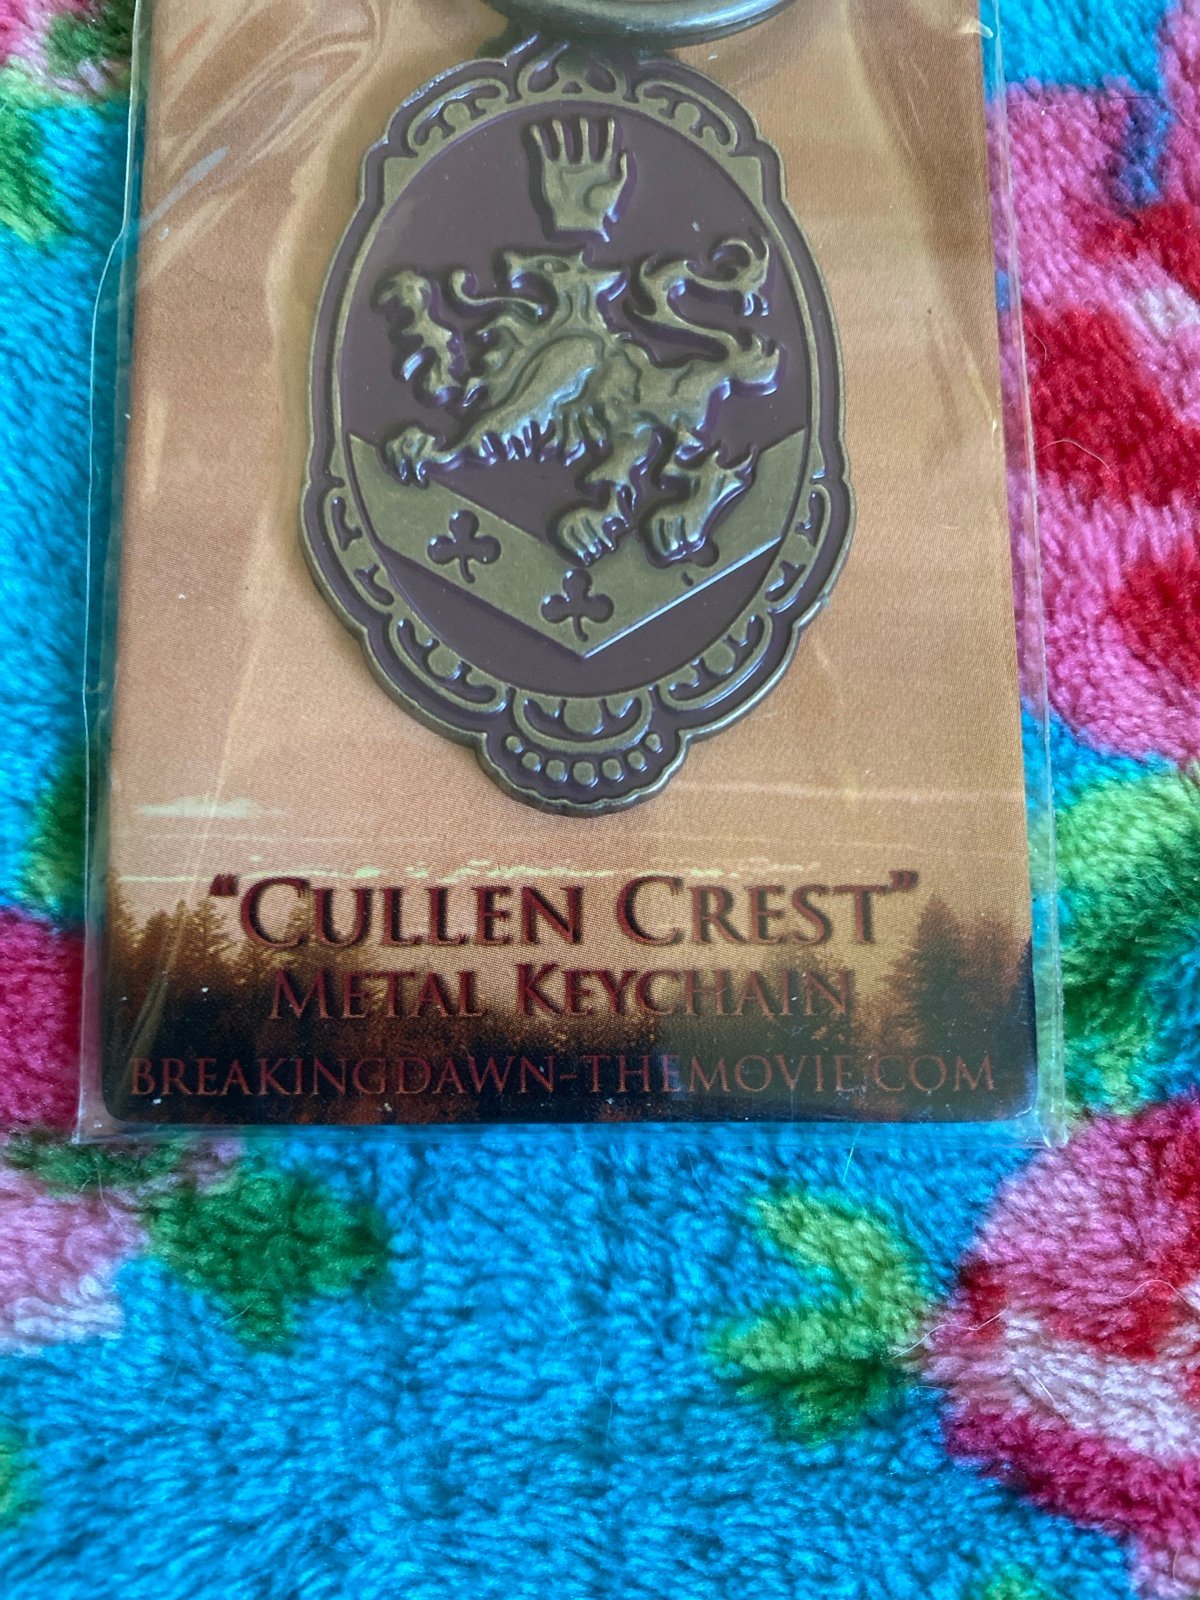 “Cullen Crest”
Metal Keychain
BREAKINGDAWN-THEMOVIE.COM